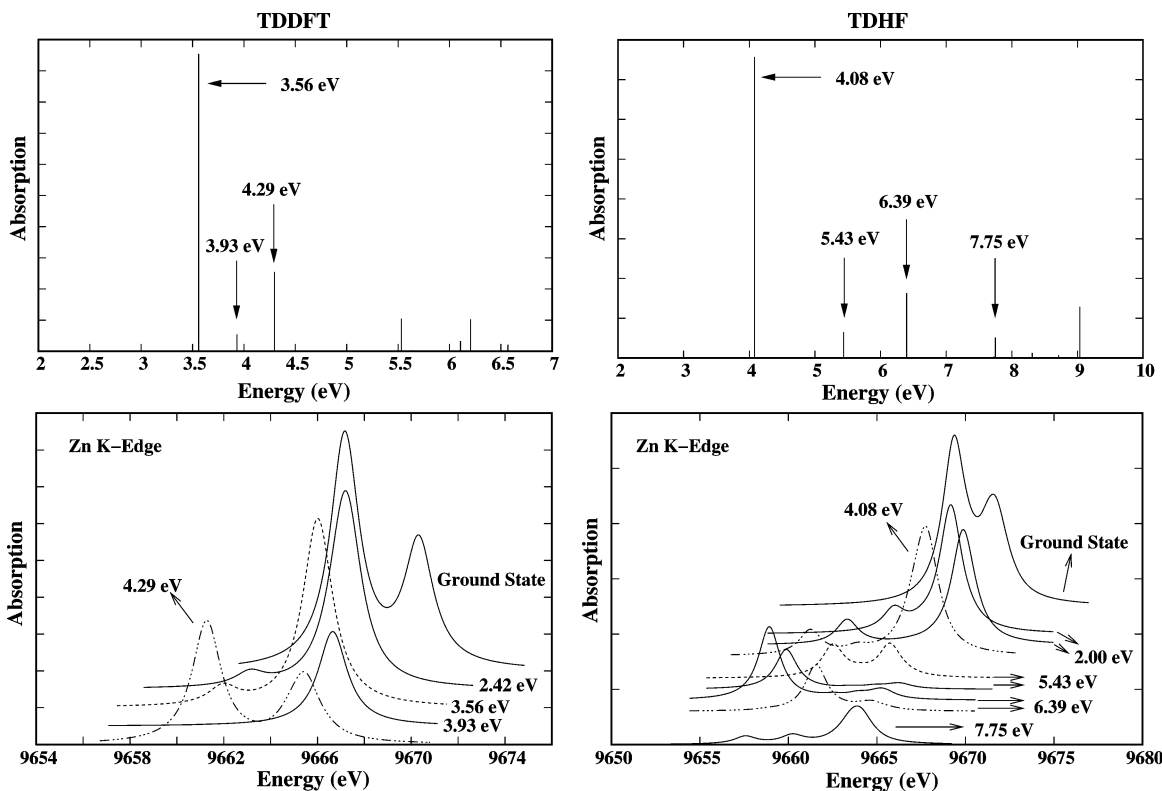 TDDFT
TDHF
3.56 eV
4.29 eV
3.93 eV
Absorption
2 2.5 3 3.5 4 4.5 5 5.5 6 6.5 7
Energy (eV)
4.08 eV
6.39 eV
5.43 eV
7.75 eV
Absorption
2 3 4 5 6 7 8 9 10
Energy (eV)
Zn K−Edge
4.29 eV
Ground State
2.42 eV
3.56 eV
3.93 eV
Absorption
9654 9658 9662 9666 9670 9674
Energy (eV)
Zn K−Edge
4.08 eV
Ground State
2.00 eV
5.43 eV
6.39 eV
7.75 eV
Absorption
9650 9655 9660 9665 9670 9675 9680
Energy (eV)